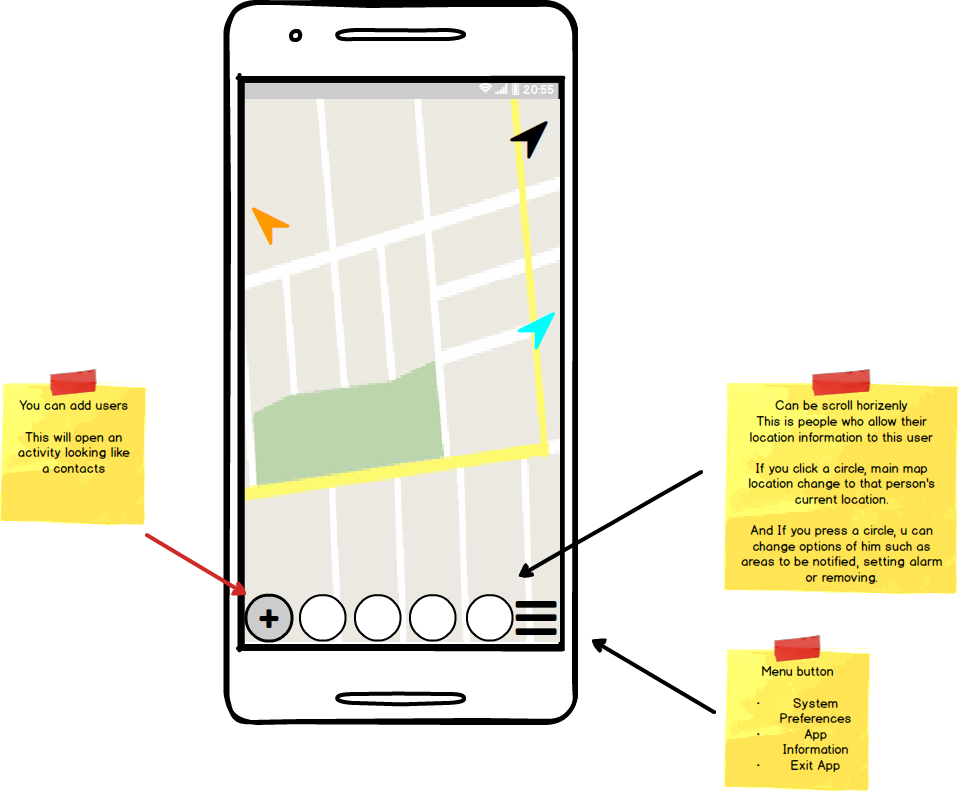 20:55
You can add users
This will open an
activity looking like
a contacts
Can be scroll horizenly
This is people who allow their
location information to this user
If you click a circle, main map
location change to that person's
current location.
And If you press a circle, u can
change options of him such as
areas to be notified, setting alarm
or removing.
Menu button
· System
Preferences
· App
Information
· Exit App